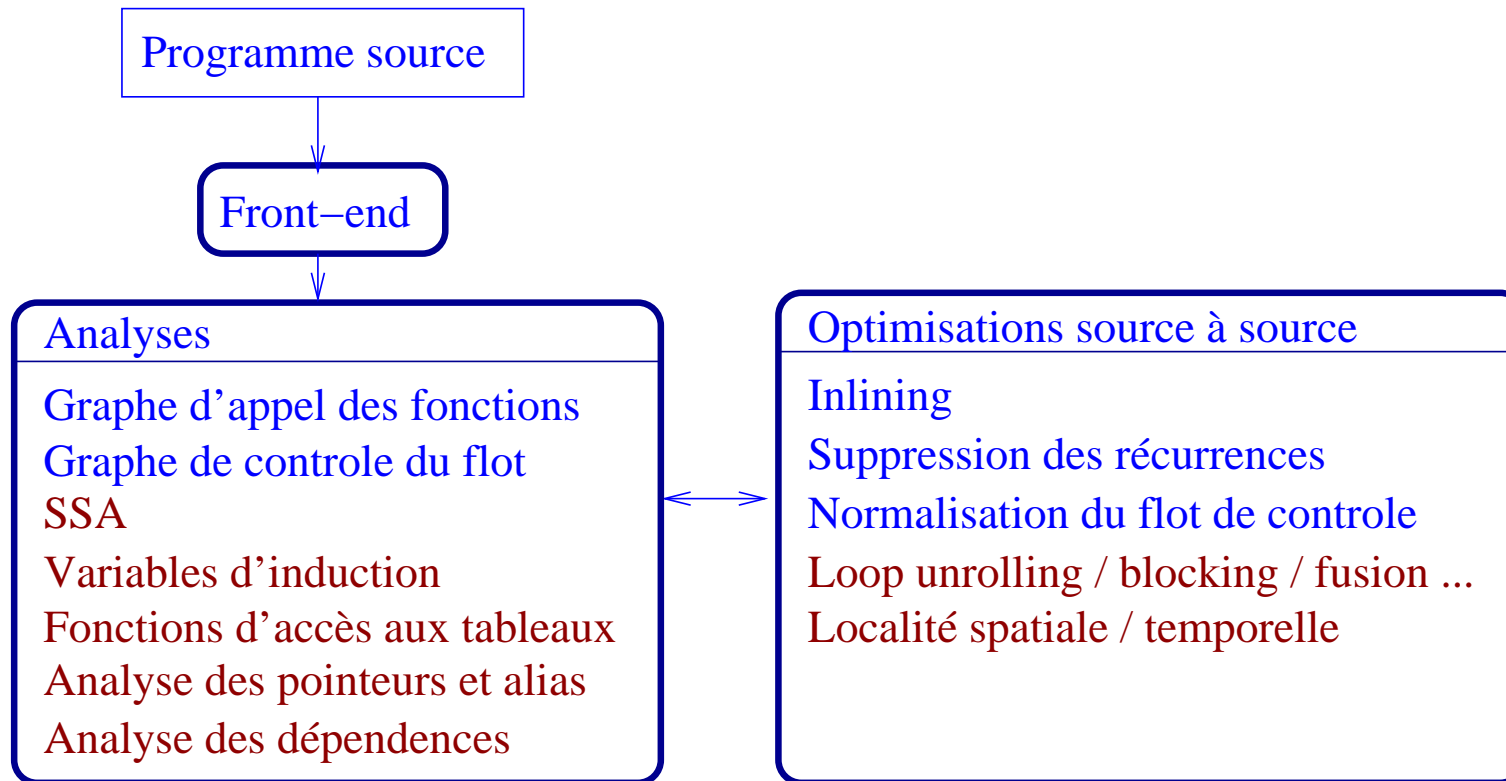 Programme source
Front−end
Analyses
Graphe d’appel des fonctions
Graphe de controle du flot
SSA
Variables d’induction
Fonctions d’accès aux tableaux
Analyse des pointeurs et alias
Analyse des dépendences
Optimisations source à source
Inlining
Suppression des récurrences
Normalisation du flot de controle
Loop unrolling / blocking / fusion ...
Localité spatiale / temporelle